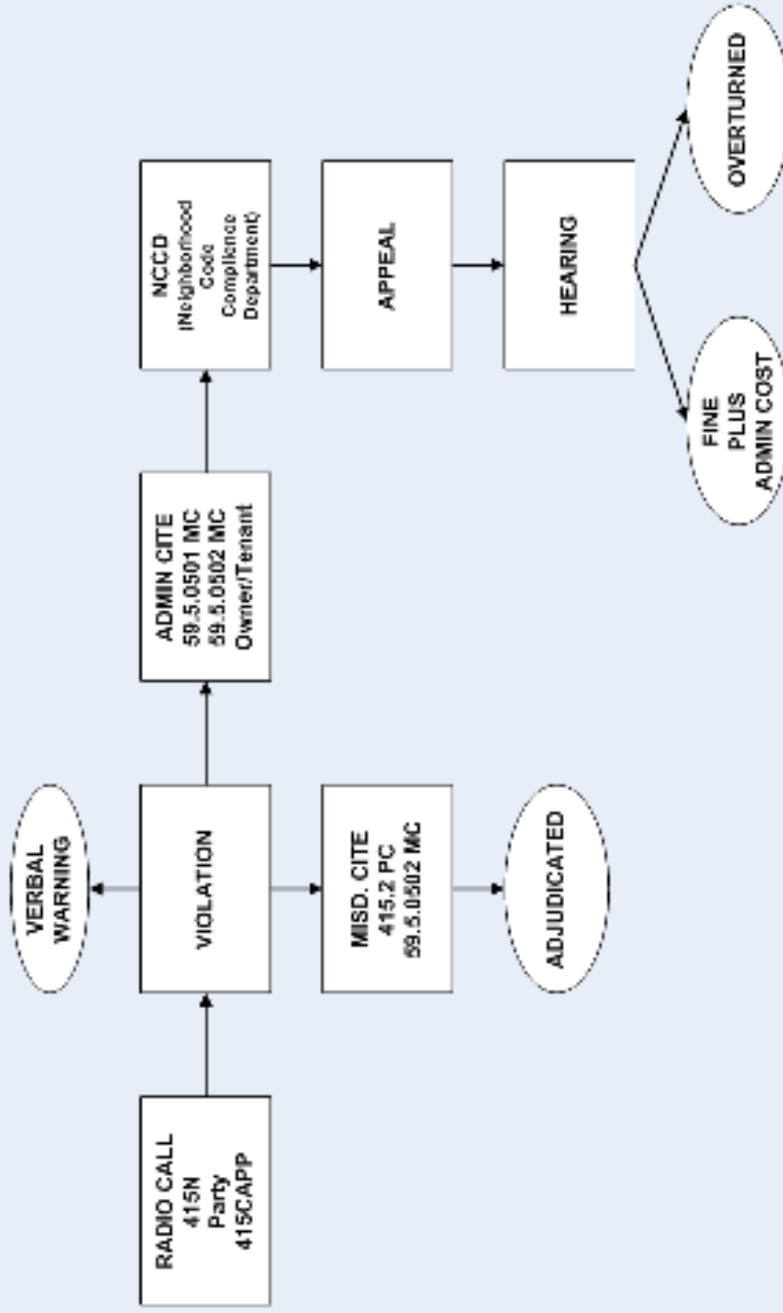 VERBAL
WARNING
RADIO CALL
415N
Party
415CAPP
VIOLATION
ADMIN CITE
59.5.0501 MC
59.5.0502 MC
Owner/Tenant
NCCD
(Neighborhood
Code
Complience
Department)
MISD. CITE
415.2 PC
59.5.0502 MC
APPEAL
ADJUDICATED
HEARING
FINE
PLUS
ADMIN COST
OVERTURNED